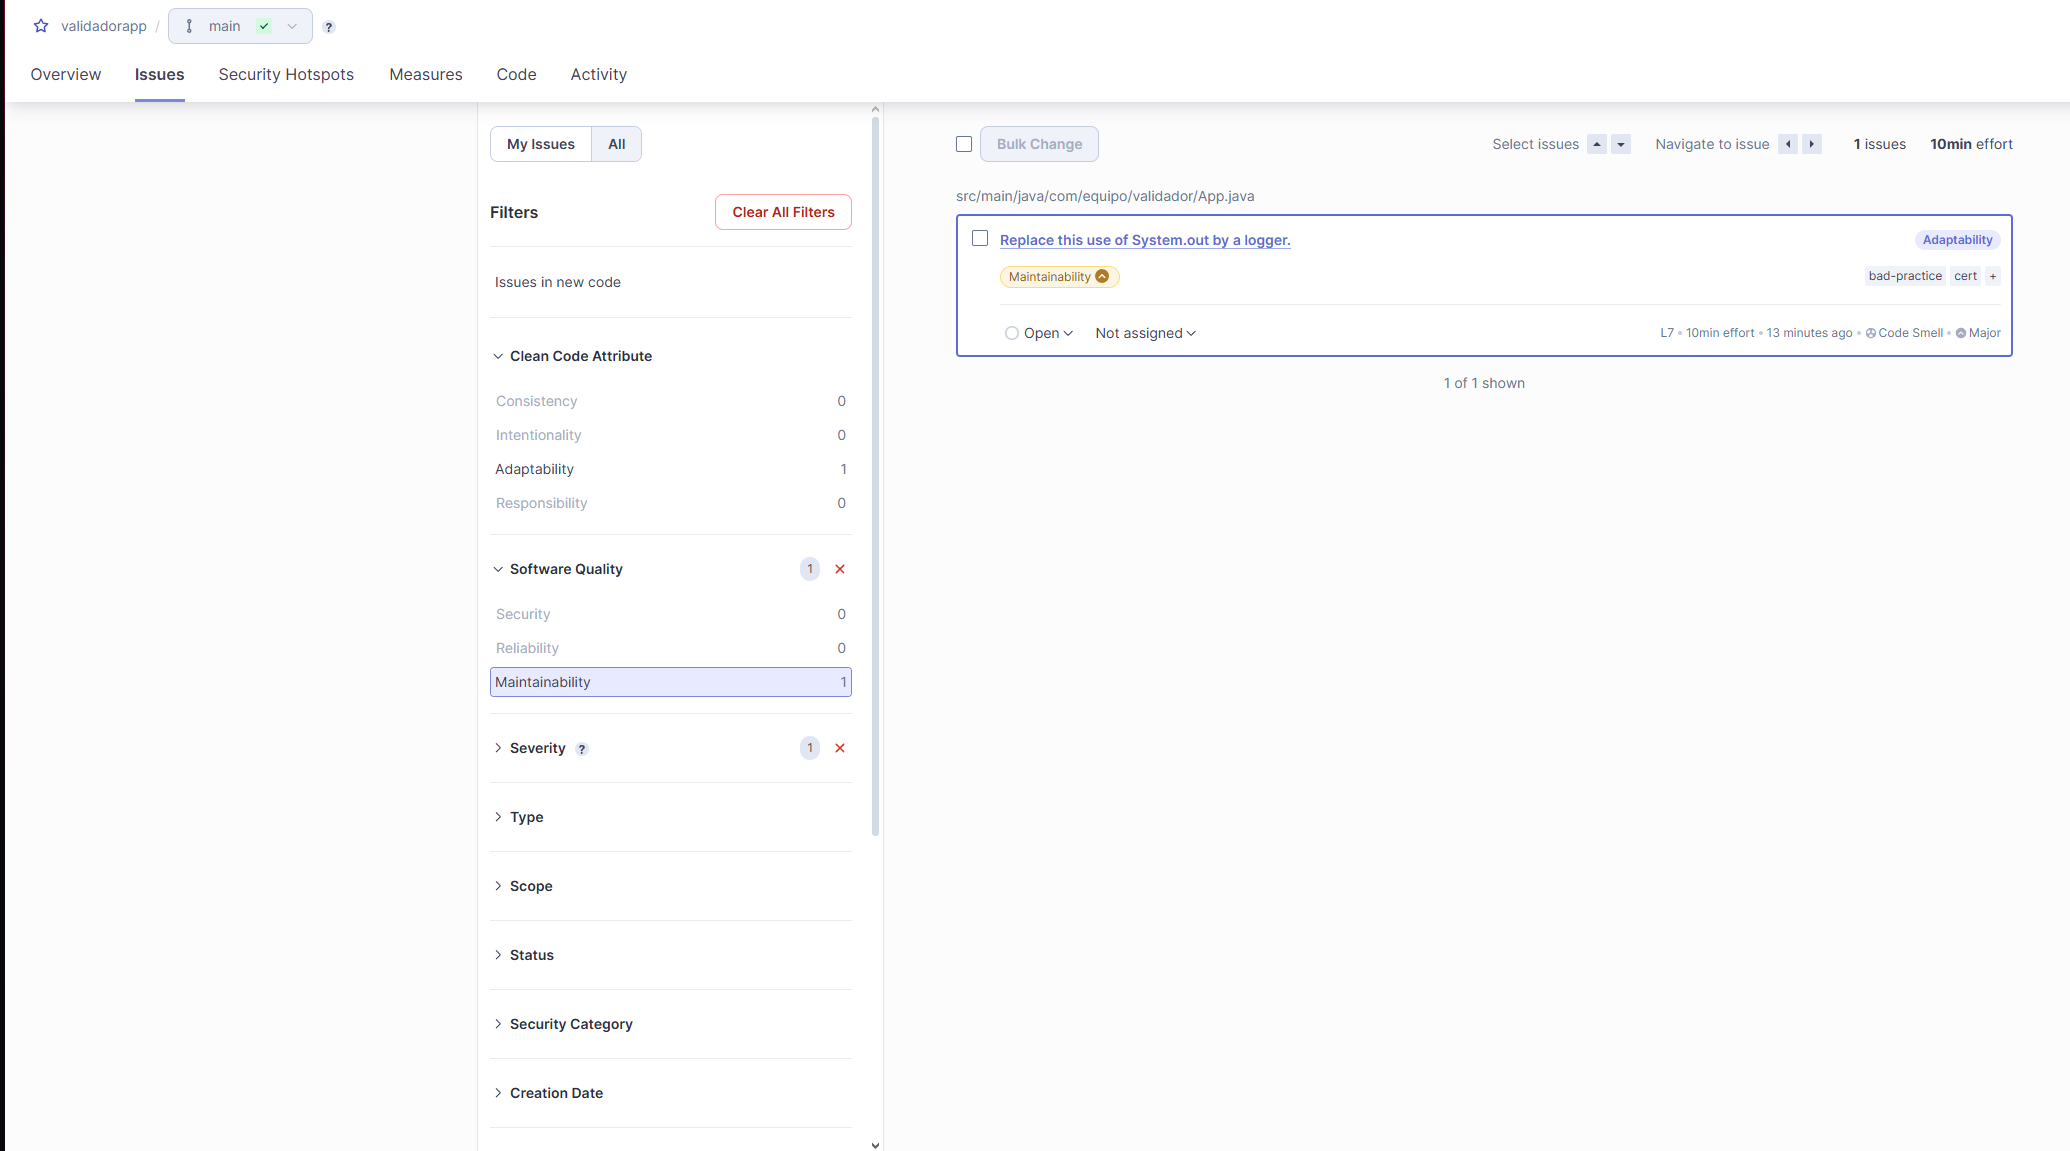 validadorapp / main ?
Overview Issues Security Hotspots Measures Code Activity
My Issues All
Filters Clear All Filters
Issues in new code
Clean Code Attribute
Consistency 0
Intentionality 0
Adaptability 1
Responsibility 0
Software Quality 1
Security 0
Reliability 0
Maintainability 1
Severity ? 1
Type
Scope
Status
Security Category
Creation Date
Bulk Change Select issues Navigate to issue 1 issues 10min effort
src/main/java/com/equipo/validador/App.java
Replace this use of System.out by a logger. Adaptability
Maintainability bad-practice cert +
Open Not assigned L7 • 10min effort • 13 minutes ago • Code Smell • Major
1 of 1 shown